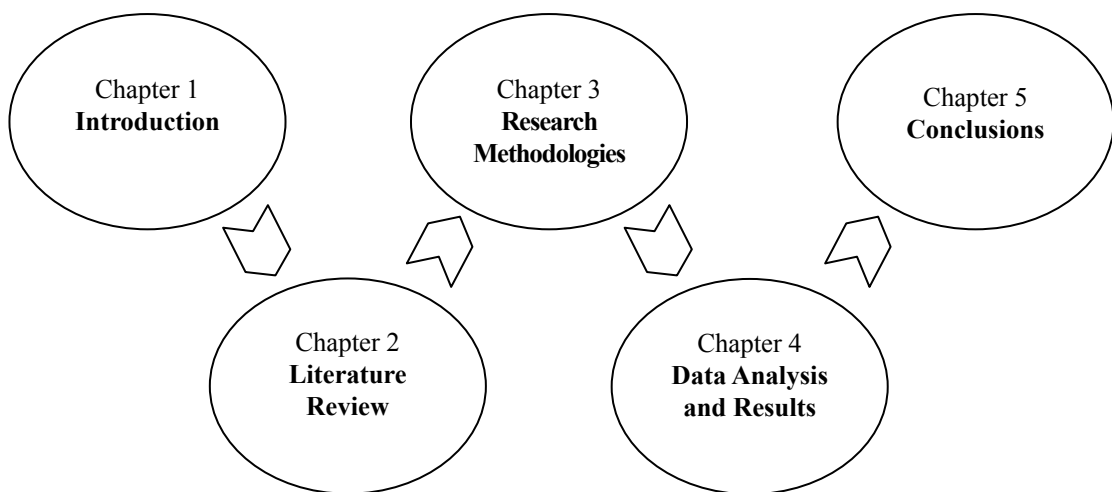 Chapter 1
Introduction
Chapter 2
Literature
Review
Chapter 3
Research
Methodologies
Chapter 4
Data Analysis
and Results
Chapter 5
Conclusions